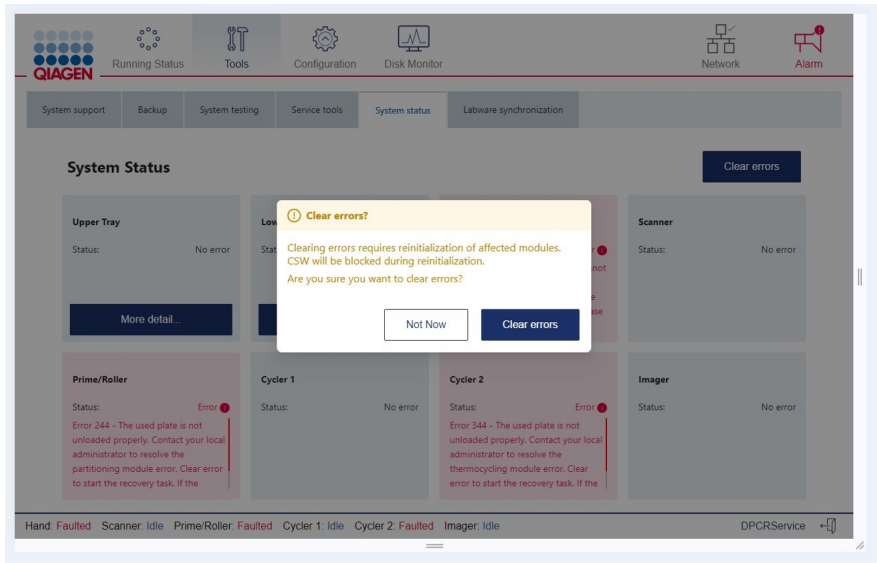 QIAGEN
Running Status
Tools
Configuration
Disk Monitor
Network
Alarm
System support
Backup
System testing
Service tools
System status
Labware synchronization
System Status
Clear errors
Upper Tray
Status: No error
More detail...
Low
Stat
Clear errors?
Clearing errors requires reinitialization of affected modules.
CSW will be blocked during reinitialization.
Are you sure you want to clear errors?
Not Now
Clear errors
Scanner
Status: No error
Prime/Roller
Status: Error
Error 244 - The used plate is not
unloaded properly. Contact your local
administrator to resolve the
partitioning module error. Clear error
to start the recovery task. If the
Cycler 1
Status: No error
Cycler 2
Status: Error
Error 344 - The used plate is not
unloaded properly. Contact your local
administrator to resolve the
thermocycling module error. Clear
error to start the recovery task. If the
Imager
Status: No error
Hand: Faulted Scanner: Idle Prime/Roller: Faulted Cycler 1: Idle Cycler 2: Faulted Imager: Idle DPCRService